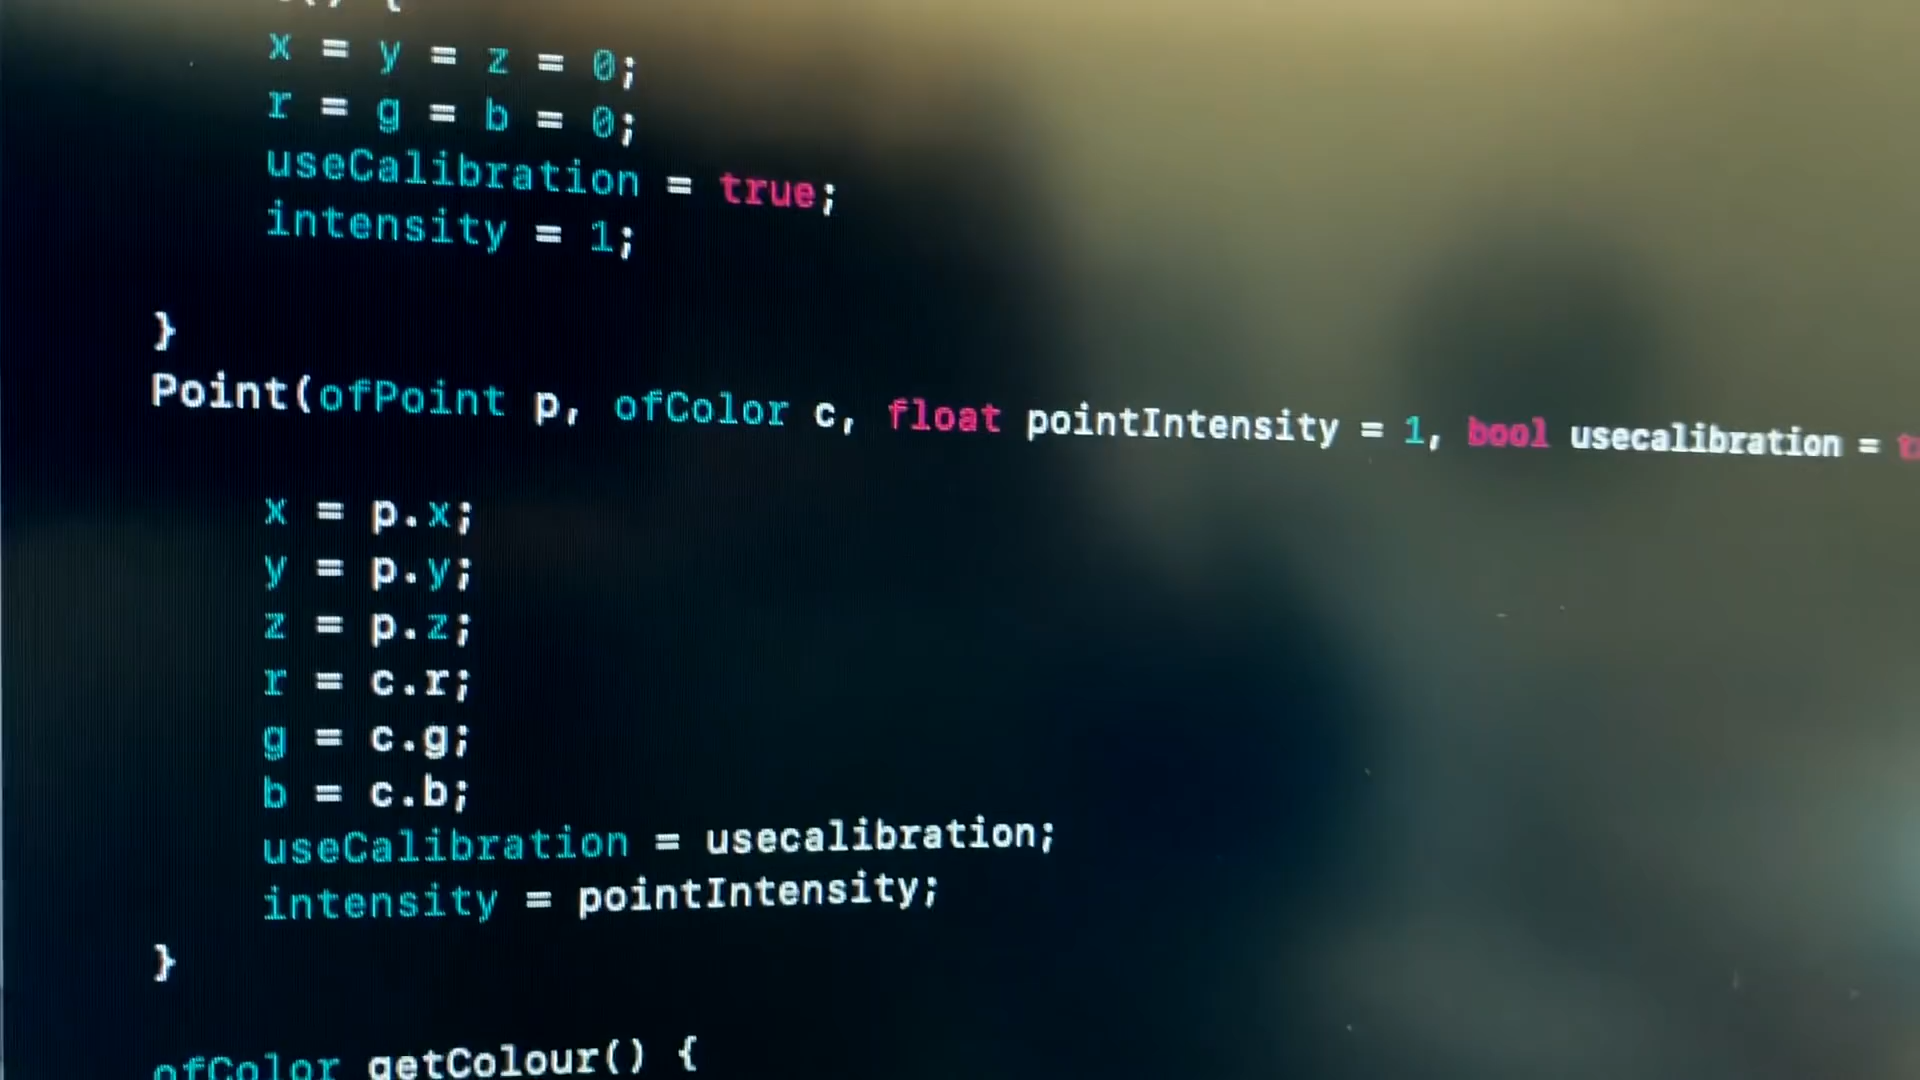 () {
x = y = z = 0;
r = g = b = 0;
useCalibration = true;
intensity = 1;
}
Point(ofPoint p, ofColor c, float pointIntensity = 1, bool usecalibration =
x = p.x;
y = p.y;
z = p.z;
r = c.r;
g = c.g;
b = c.b;
useCalibration = usecalibration;
intensity = pointIntensity;
}
ofColor getColour() {